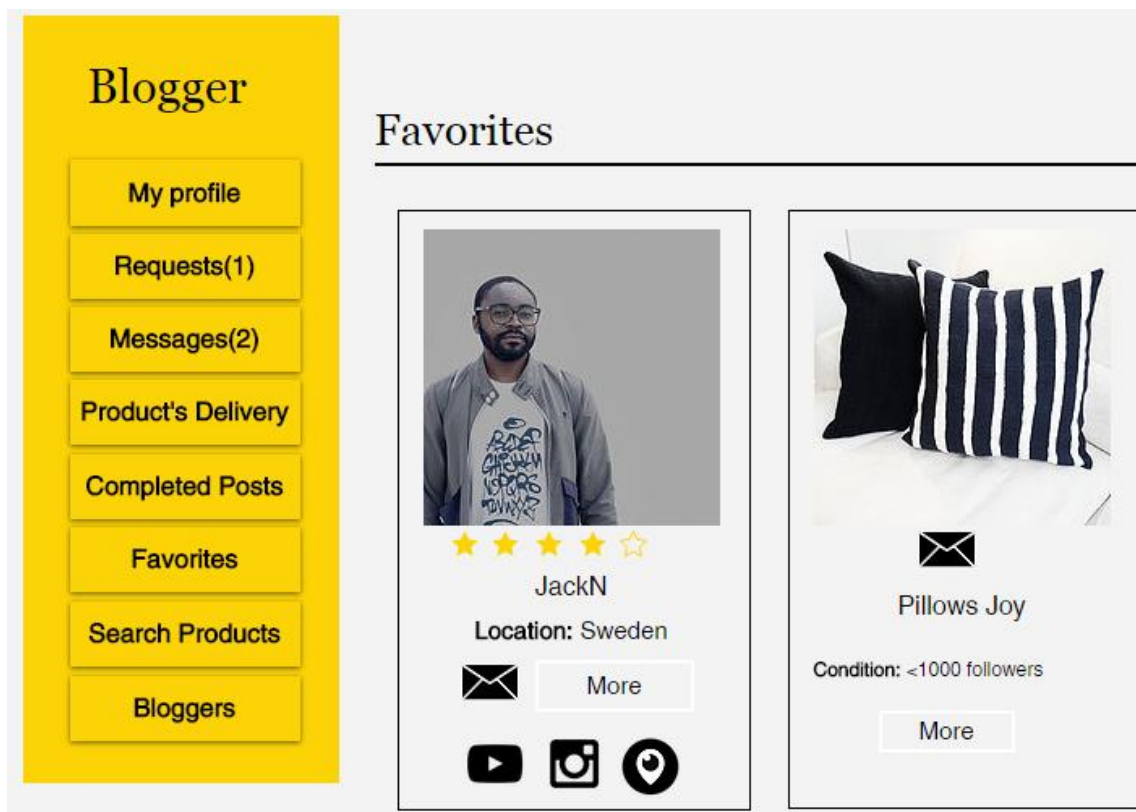 Blogger
My profile
Requests(1)
Messages(2)
Product's Delivery
Completed Posts
Favorites
Search Products
Bloggers
Favorites
JackN
Location: Sweden
More
Pillows Joy
Condition: <1000 followers
More